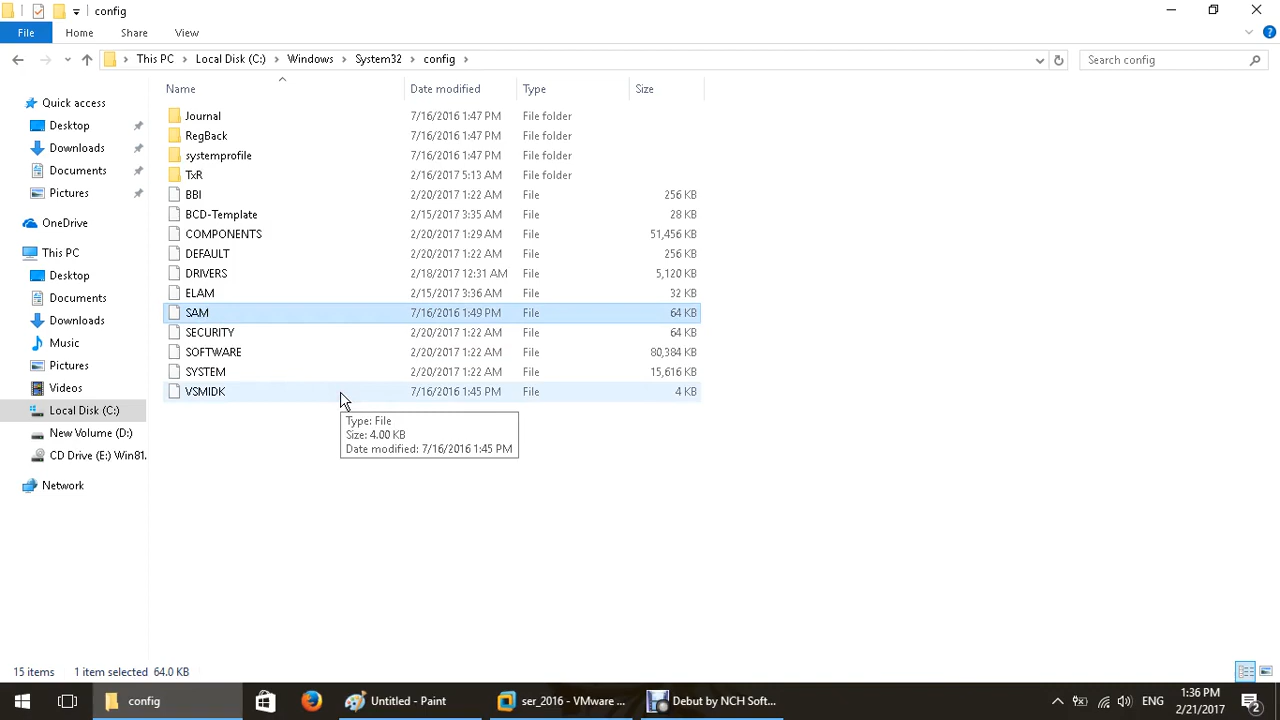 config
File
Home
Share
View
This PC
Local Disk (C:)
Windows
System32
config
Search config
Name
Date modified
Type
Size
Quick access
Desktop
Downloads
Documents
Pictures
OneDrive
This PC
Desktop
Documents
Downloads
Music
Pictures
Videos
Local Disk (C:)
New Volume (D:)
CD Drive (E:) Win81.
Network
Journal 7/16/2016 1:47 PM File folder
RegBack 7/16/2016 1:47 PM File folder
systemprofile 7/16/2016 1:47 PM File folder
TxR 2/16/2017 5:13 AM File folder
BBI 2/20/2017 1:22 AM File 256 KB
BCD-Template 2/15/2017 3:35 AM File 28 KB
COMPONENTS 2/20/2017 1:29 AM File 51,456 KB
DEFAULT 2/20/2017 1:22 AM File 256 KB
DRIVERS 2/18/2017 12:31 AM File 5,120 KB
ELAM 2/15/2017 3:36 AM File 32 KB
SAM 7/16/2016 1:49 PM File 64 KB
SECURITY 2/20/2017 1:22 AM File 64 KB
SOFTWARE 2/20/2017 1:22 AM File 80,384 KB
SYSTEM 2/20/2017 1:22 AM File 15,616 KB
VSMIDK 7/16/2016 1:45 PM File 4 KB
Type: File
Size: 4.00 KB
Date modified: 7/16/2016 1:45 PM
15 items 1 item selected 64.0 KB
config
Untitled - Paint
ser_2016 - VMware ...
Debut by NCH Soft...
ENG
1:36 PM
2/21/2017
2